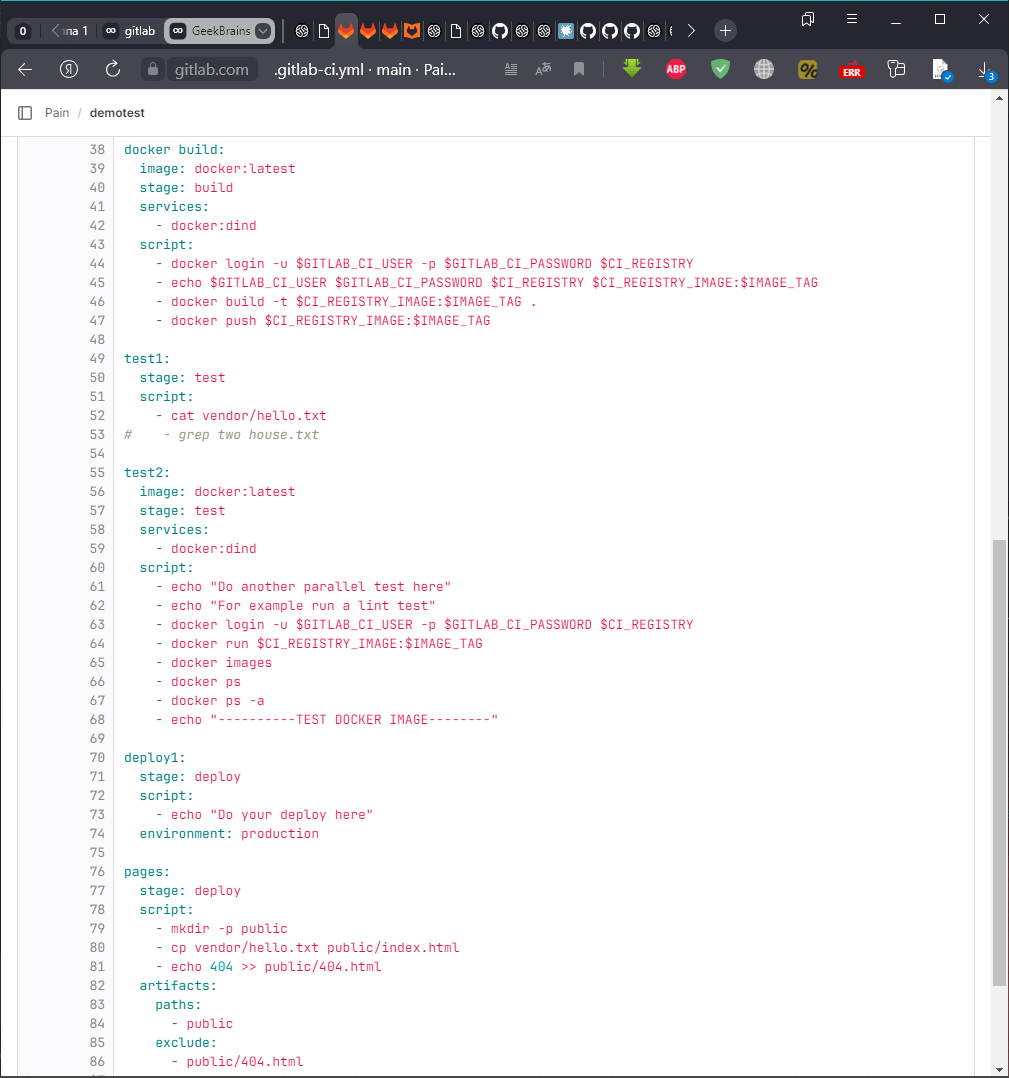 0
па 1
gitlab
GeekBrains
gitlab.com
.gitlab-ci.yml · main · Pai...
ABP
ERR
3
Pain / demotest
38 docker build:
39   image: docker:latest
40   stage: build
41   services:
42     - docker:dind
43   script:
44     - docker login -u $GITLAB_CI_USER -p $GITLAB_CI_PASSWORD $CI_REGISTRY
45     - echo $GITLAB_CI_USER $GITLAB_CI_PASSWORD $CI_REGISTRY $CI_REGISTRY_IMAGE:$IMAGE_TAG
46     - docker build -t $CI_REGISTRY_IMAGE:$IMAGE_TAG .
47     - docker push $CI_REGISTRY_IMAGE:$IMAGE_TAG
48
49 test1:
50   stage: test
51   script:
52     - cat vendor/hello.txt
53 #    - grep two house.txt
54
55 test2:
56   image: docker:latest
57   stage: test
58   services:
59     - docker:dind
60   script:
61     - echo "Do another parallel test here"
62     - echo "For example run a lint test"
63     - docker login -u $GITLAB_CI_USER -p $GITLAB_CI_PASSWORD $CI_REGISTRY
64     - docker run $CI_REGISTRY_IMAGE:$IMAGE_TAG
65     - docker images
66     - docker ps
67     - docker ps -a
68     - echo "----------TEST DOCKER IMAGE--------"
69
70 deploy1:
71   stage: deploy
72   script:
73     - echo "Do your deploy here"
74   environment: production
75
76 pages:
77   stage: deploy
78   script:
79     - mkdir -p public
80     - cp vendor/hello.txt public/index.html
81     - echo 404 >> public/404.html
82   artifacts:
83     paths:
84       - public
85     exclude:
86       - public/404.html